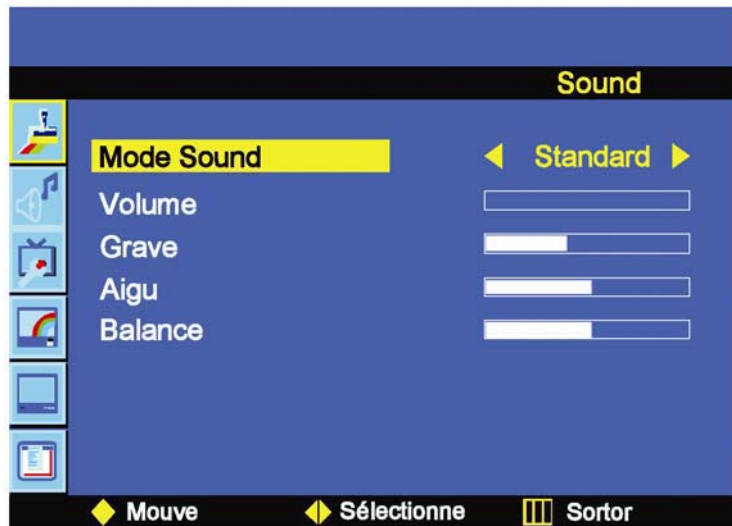 Sound
Mode Sound Standard
Volume
Grave
Aigu
Balance
Mouve Sélectionne Sortor